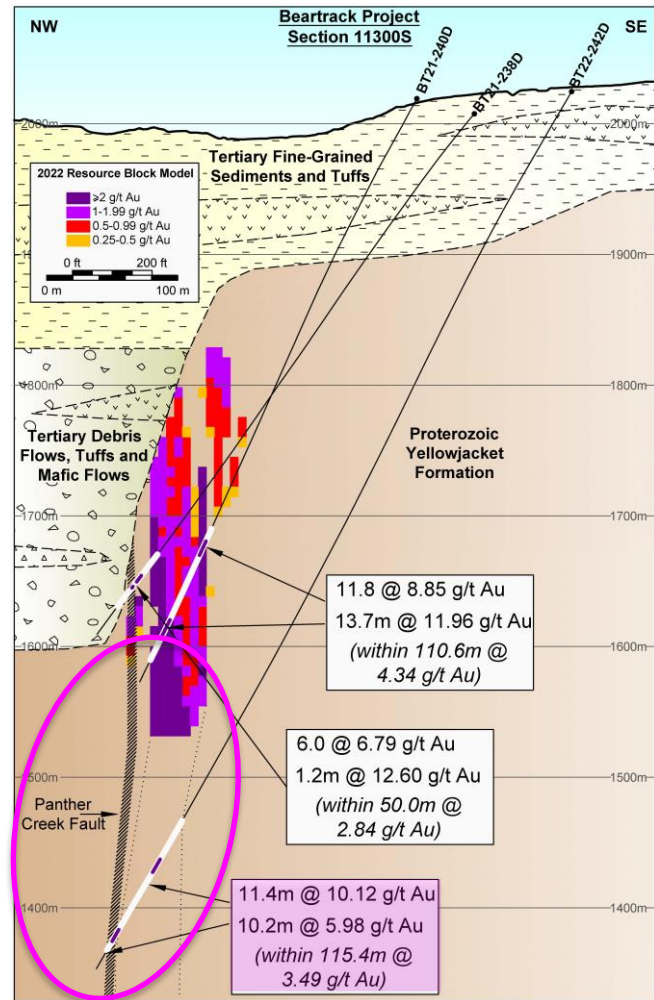 NW
Beartrack Project
Section 11300S
SE
BT21-240D
BT21-238D
BT22-242D
2000m
2000m
Tertiary Fine-Grained
Sediments and Tuffs
2022 Resource Block Model
≥2 g/t Au
1-1.99 g/t Au
0.5-0.99 g/t Au
0.25-0.5 g/t Au
0 ft 200 ft
0 m 100 m
1900m
1800m
1800m
Tertiary Debris
Flows, Tuffs and
Mafic Flows
Proterozoic
Yellowjacket
Formation
1700m
1700m
11.8 @ 8.85 g/t Au
13.7m @ 11.96 g/t Au
(within 110.6m @
4.34 g/t Au)
1600m
1600m
6.0 @ 6.79 g/t Au
1.2m @ 12.60 g/t Au
(within 50.0m @
2.84 g/t Au)
1500m
1500m
Panther
Creek Fault
11.4m @ 10.12 g/t Au
10.2m @ 5.98 g/t Au
(within 115.4m @
3.49 g/t Au)
1400m
1400m